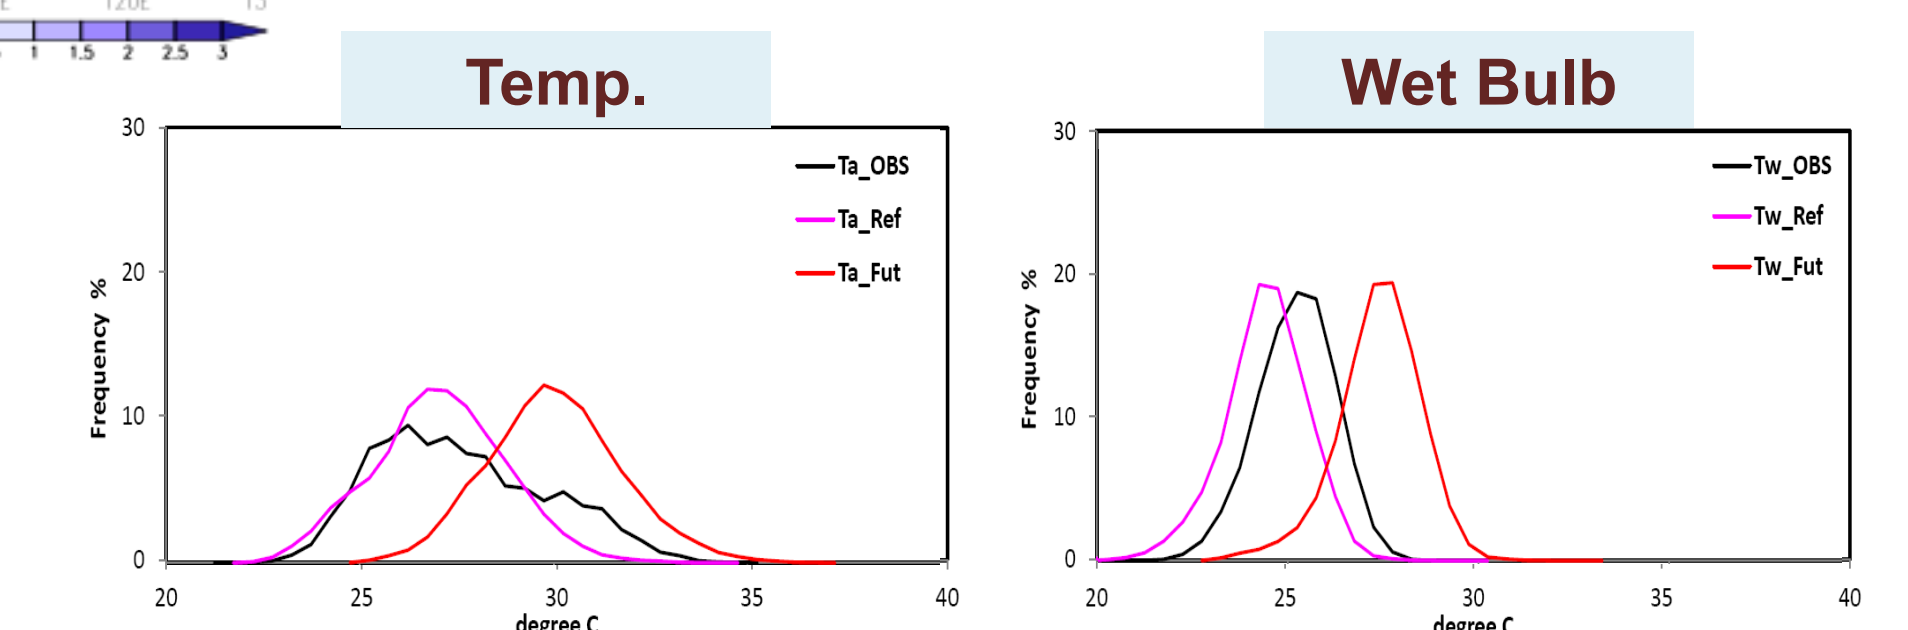 120E
1 1.5 2 2.5 3
Temp.
30
20
10
0
Frequency %
Ta_OBS
Ta_Ref
Ta_Fut
20 25 30 35 40
degree C
Wet Bulb
30
20
10
0
Frequency %
Tw_OBS
Tw_Ref
Tw_Fut
20 25 30 35 40
degree C